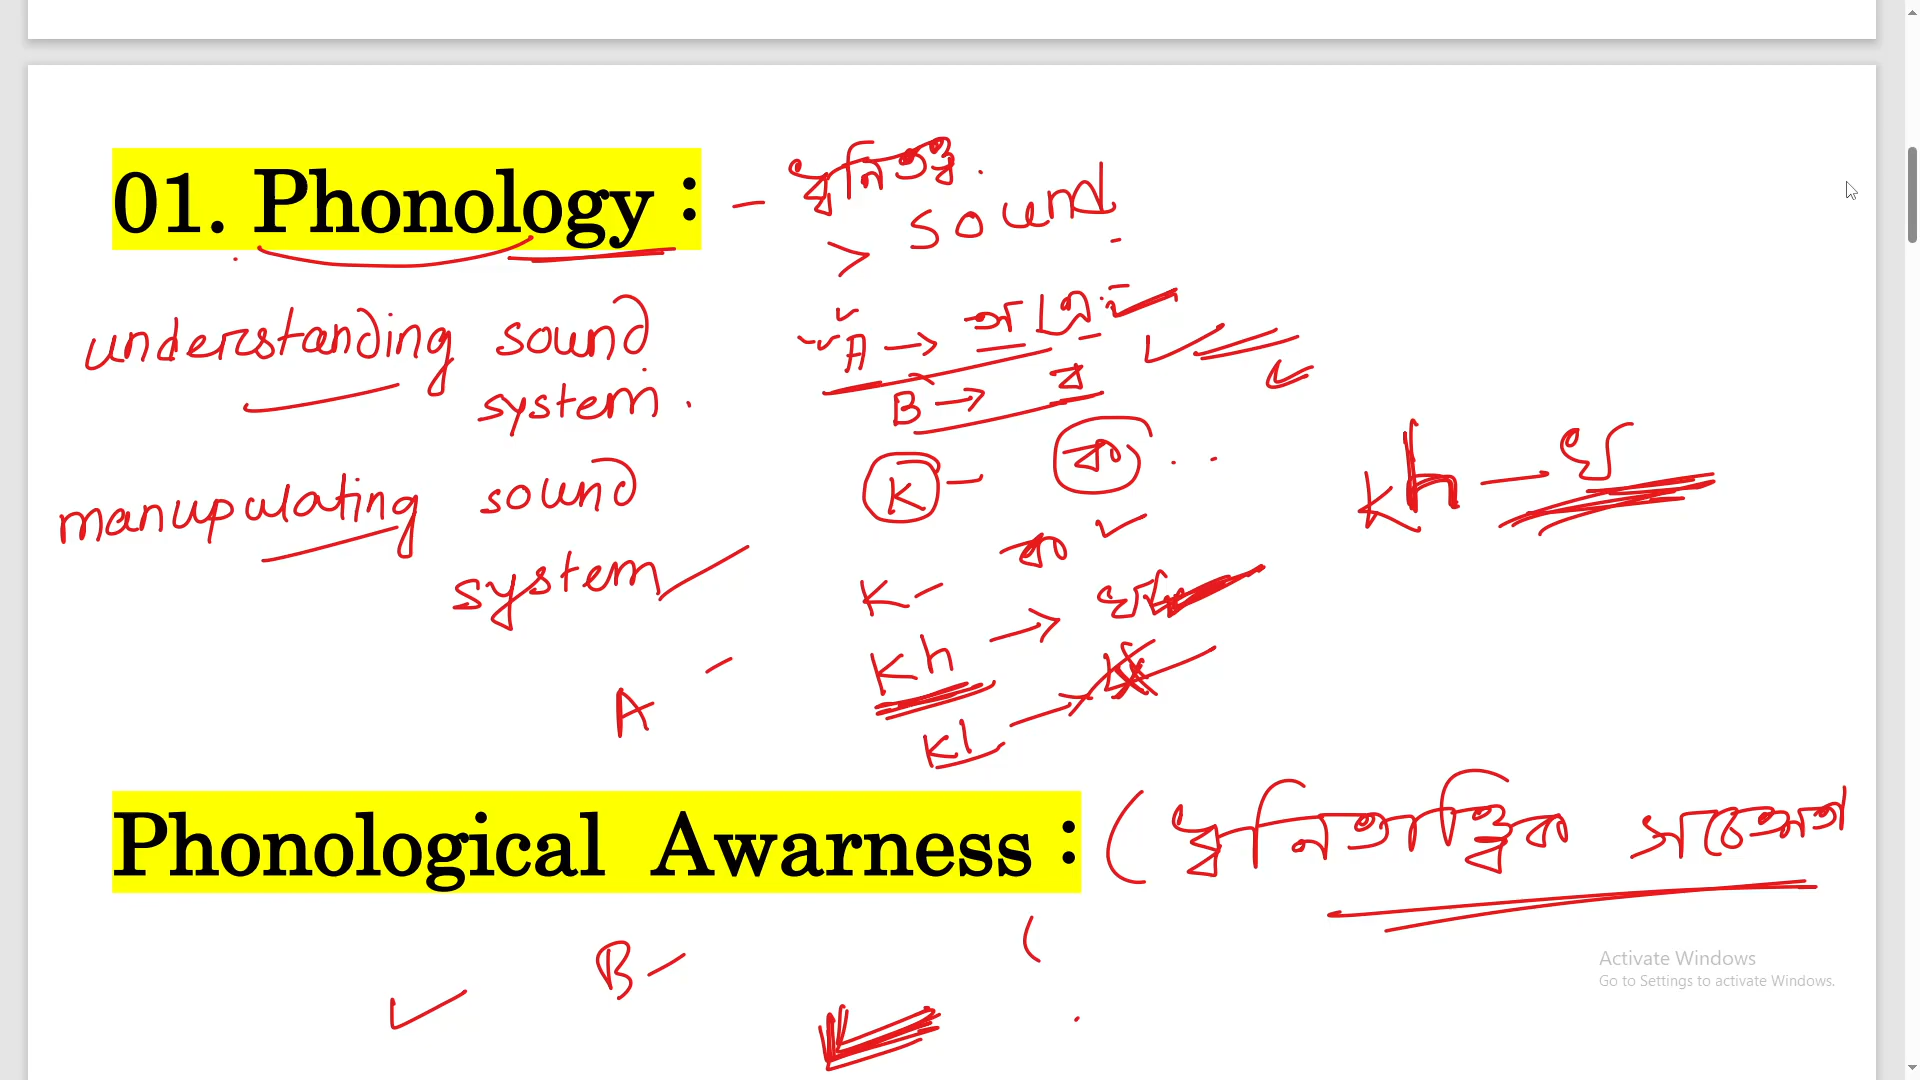 01. Phonology : – ধ্বনিতত্ত্ব.
> sound
understanding sound
system.
A →
B → ব
K – ক
kh – খ
manupulating sound
system
ক
K –
Kh → খ
Kl →
A –
Phonological Awarness : ( ধ্বনিতাত্ত্বিক সচেতনতা
B –
Activate Windows
Go to Settings to activate Windows.